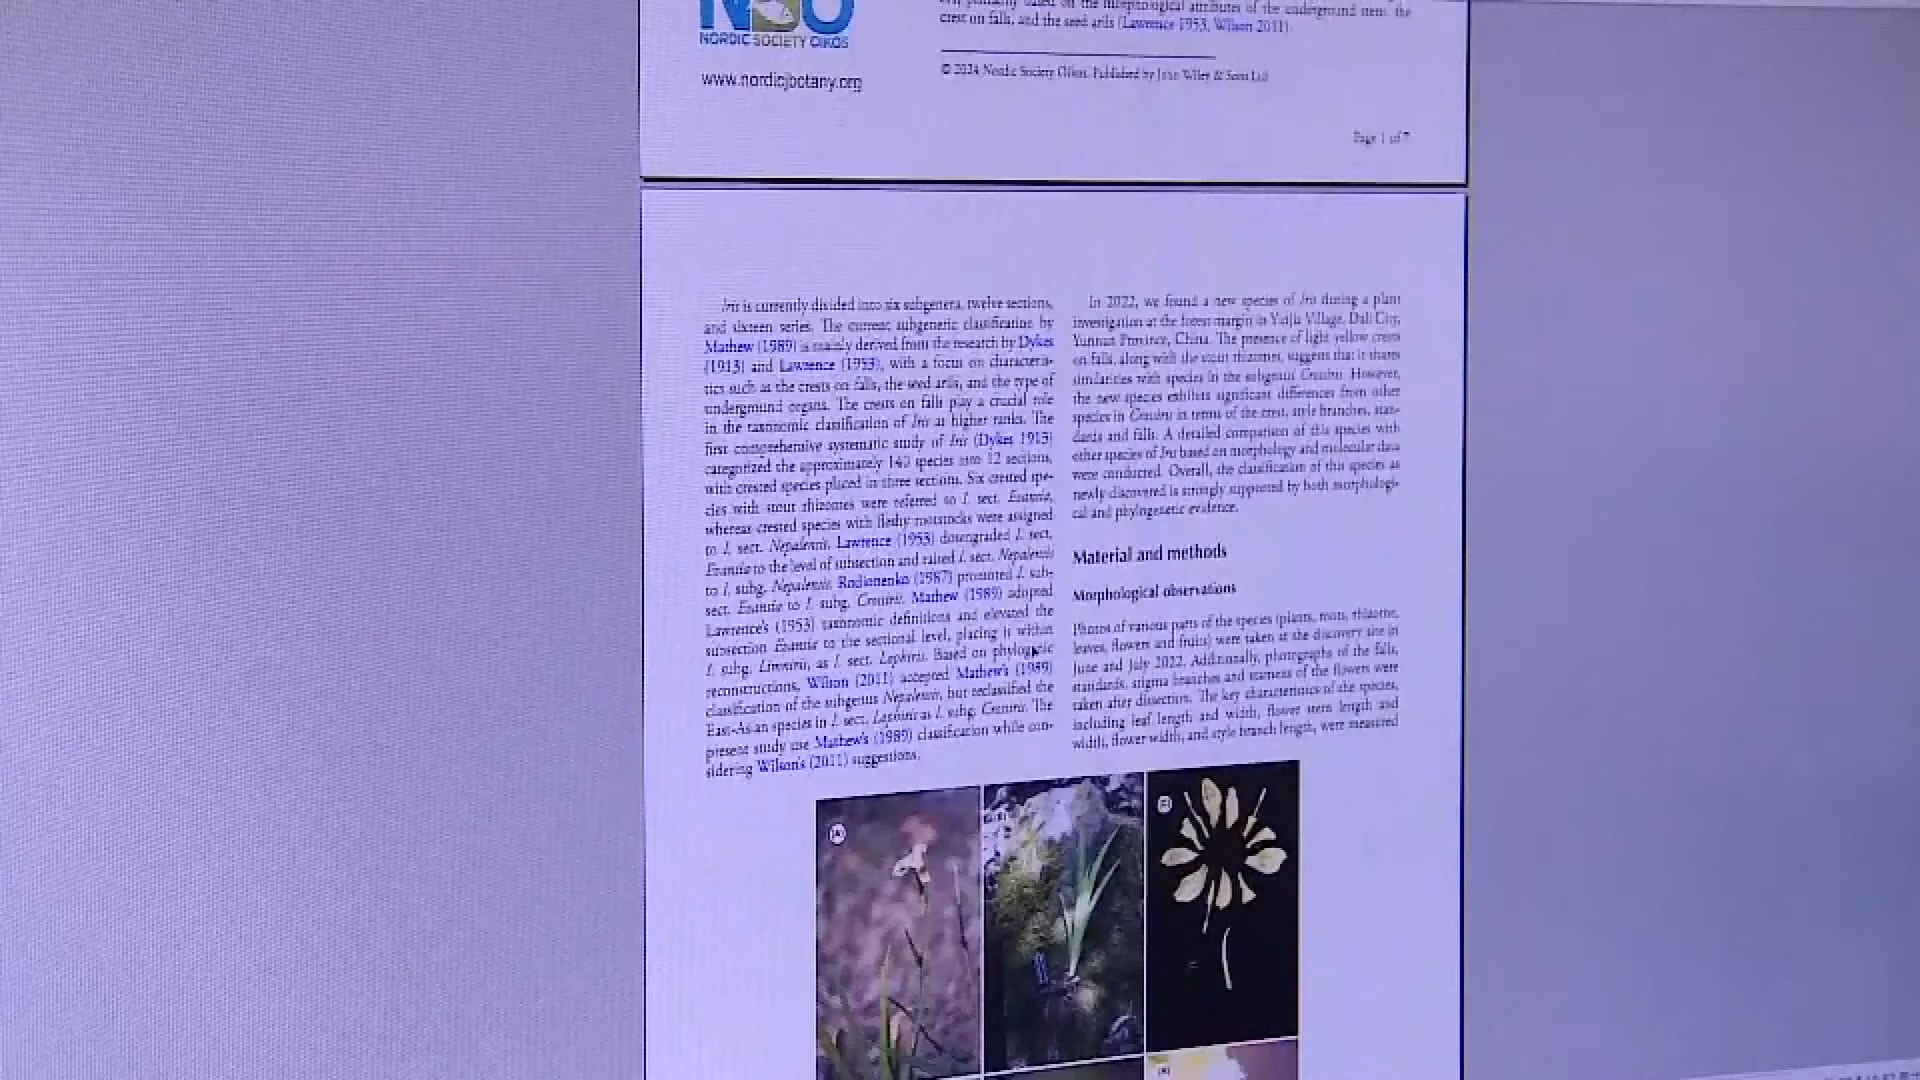 NSO
NORDIC SOCIETY OIKOS
www.nordicjbotany.org
based on the morphological attributes of the underground stem, the
crest on falls, and the seed arils (Lawrence 1953, Wilson 2011).
© 2024 Nordic Society Oikos. Published by John Wiley & Sons Ltd
Page 1 of 7
Iris is currently divided into six subgenera, twelve sections,
and sixteen series. The current subgeneric classification by
Mathew (1989) is mainly derived from the research by Dykes
(1913) and Lawrence (1953), with a focus on characteris-
tics such as the crests on falls, the seed arils, and the type of
underground organs. The crests on falls play a crucial role
in the taxonomic classification of Iris at higher ranks. The
first comprehensive systematic study of Iris (Dykes 1913)
categorized the approximately 140 species into 12 sections,
with crested species placed in three sections. Six crested spe-
cies with stout rhizomes were referred to I. sect. Evansia,
whereas crested species with fleshy rootstocks were assigned
to I. sect. Nepalensis. Lawrence (1953) downgraded I. sect.
Evansia to the level of subsection and raised I. sect. Nepalensis
to I. subg. Nepalensis. Rodionenko (1987) promoted I. sub-
sect. Evansia to I. subg. Crossiris. Mathew (1989) adopted
Lawrence's (1953) taxonomic definitions and elevated the
subsection Evansia to the sectional level, placing it within
I. subg. Limniris, as I. sect. Lophiris. Based on phylogenic
reconstructions, Wilson (2011) accepted Mathew's (1989)
classification of the subgenus Nepalensis, but reclassified the
East-Asian species in I. sect. Lophiris as I. subg. Crossiris. The
present study use Mathew's (1989) classification while con-
sidering Wilson's (2011) suggestions.
In 2022, we found a new species of Iris during a plant
investigation at the forest margin in Yaijiu Village, Dali City,
Yunnan Province, China. The presence of light yellow crests
on falls, along with the stout rhizomes, suggests that it shares
similarities with species in the subgenus Crossiris. However,
the new species exhibits significant differences from other
species in Crossiris in terms of the crest, style branches, stan-
dards and falls. A detailed comparison of this species with
other species of Iris based on morphology and molecular data
were conducted. Overall, the classification of this species as
newly discovered is strongly supported by both morphologi-
cal and phylogenetic evidence.
Material and methods
Morphological observations
Photos of various parts of the species (plants, roots, rhizome,
leaves, flowers and fruits) were taken at the discovery site in
June and July 2022. Additionally, photographs of the falls,
standards, stigma branches and stamens of the flowers were
taken after dissection. The key characteristics of the species,
including leaf length and width, flower stem length and
width, flower width, and style branch length, were measured
(A)